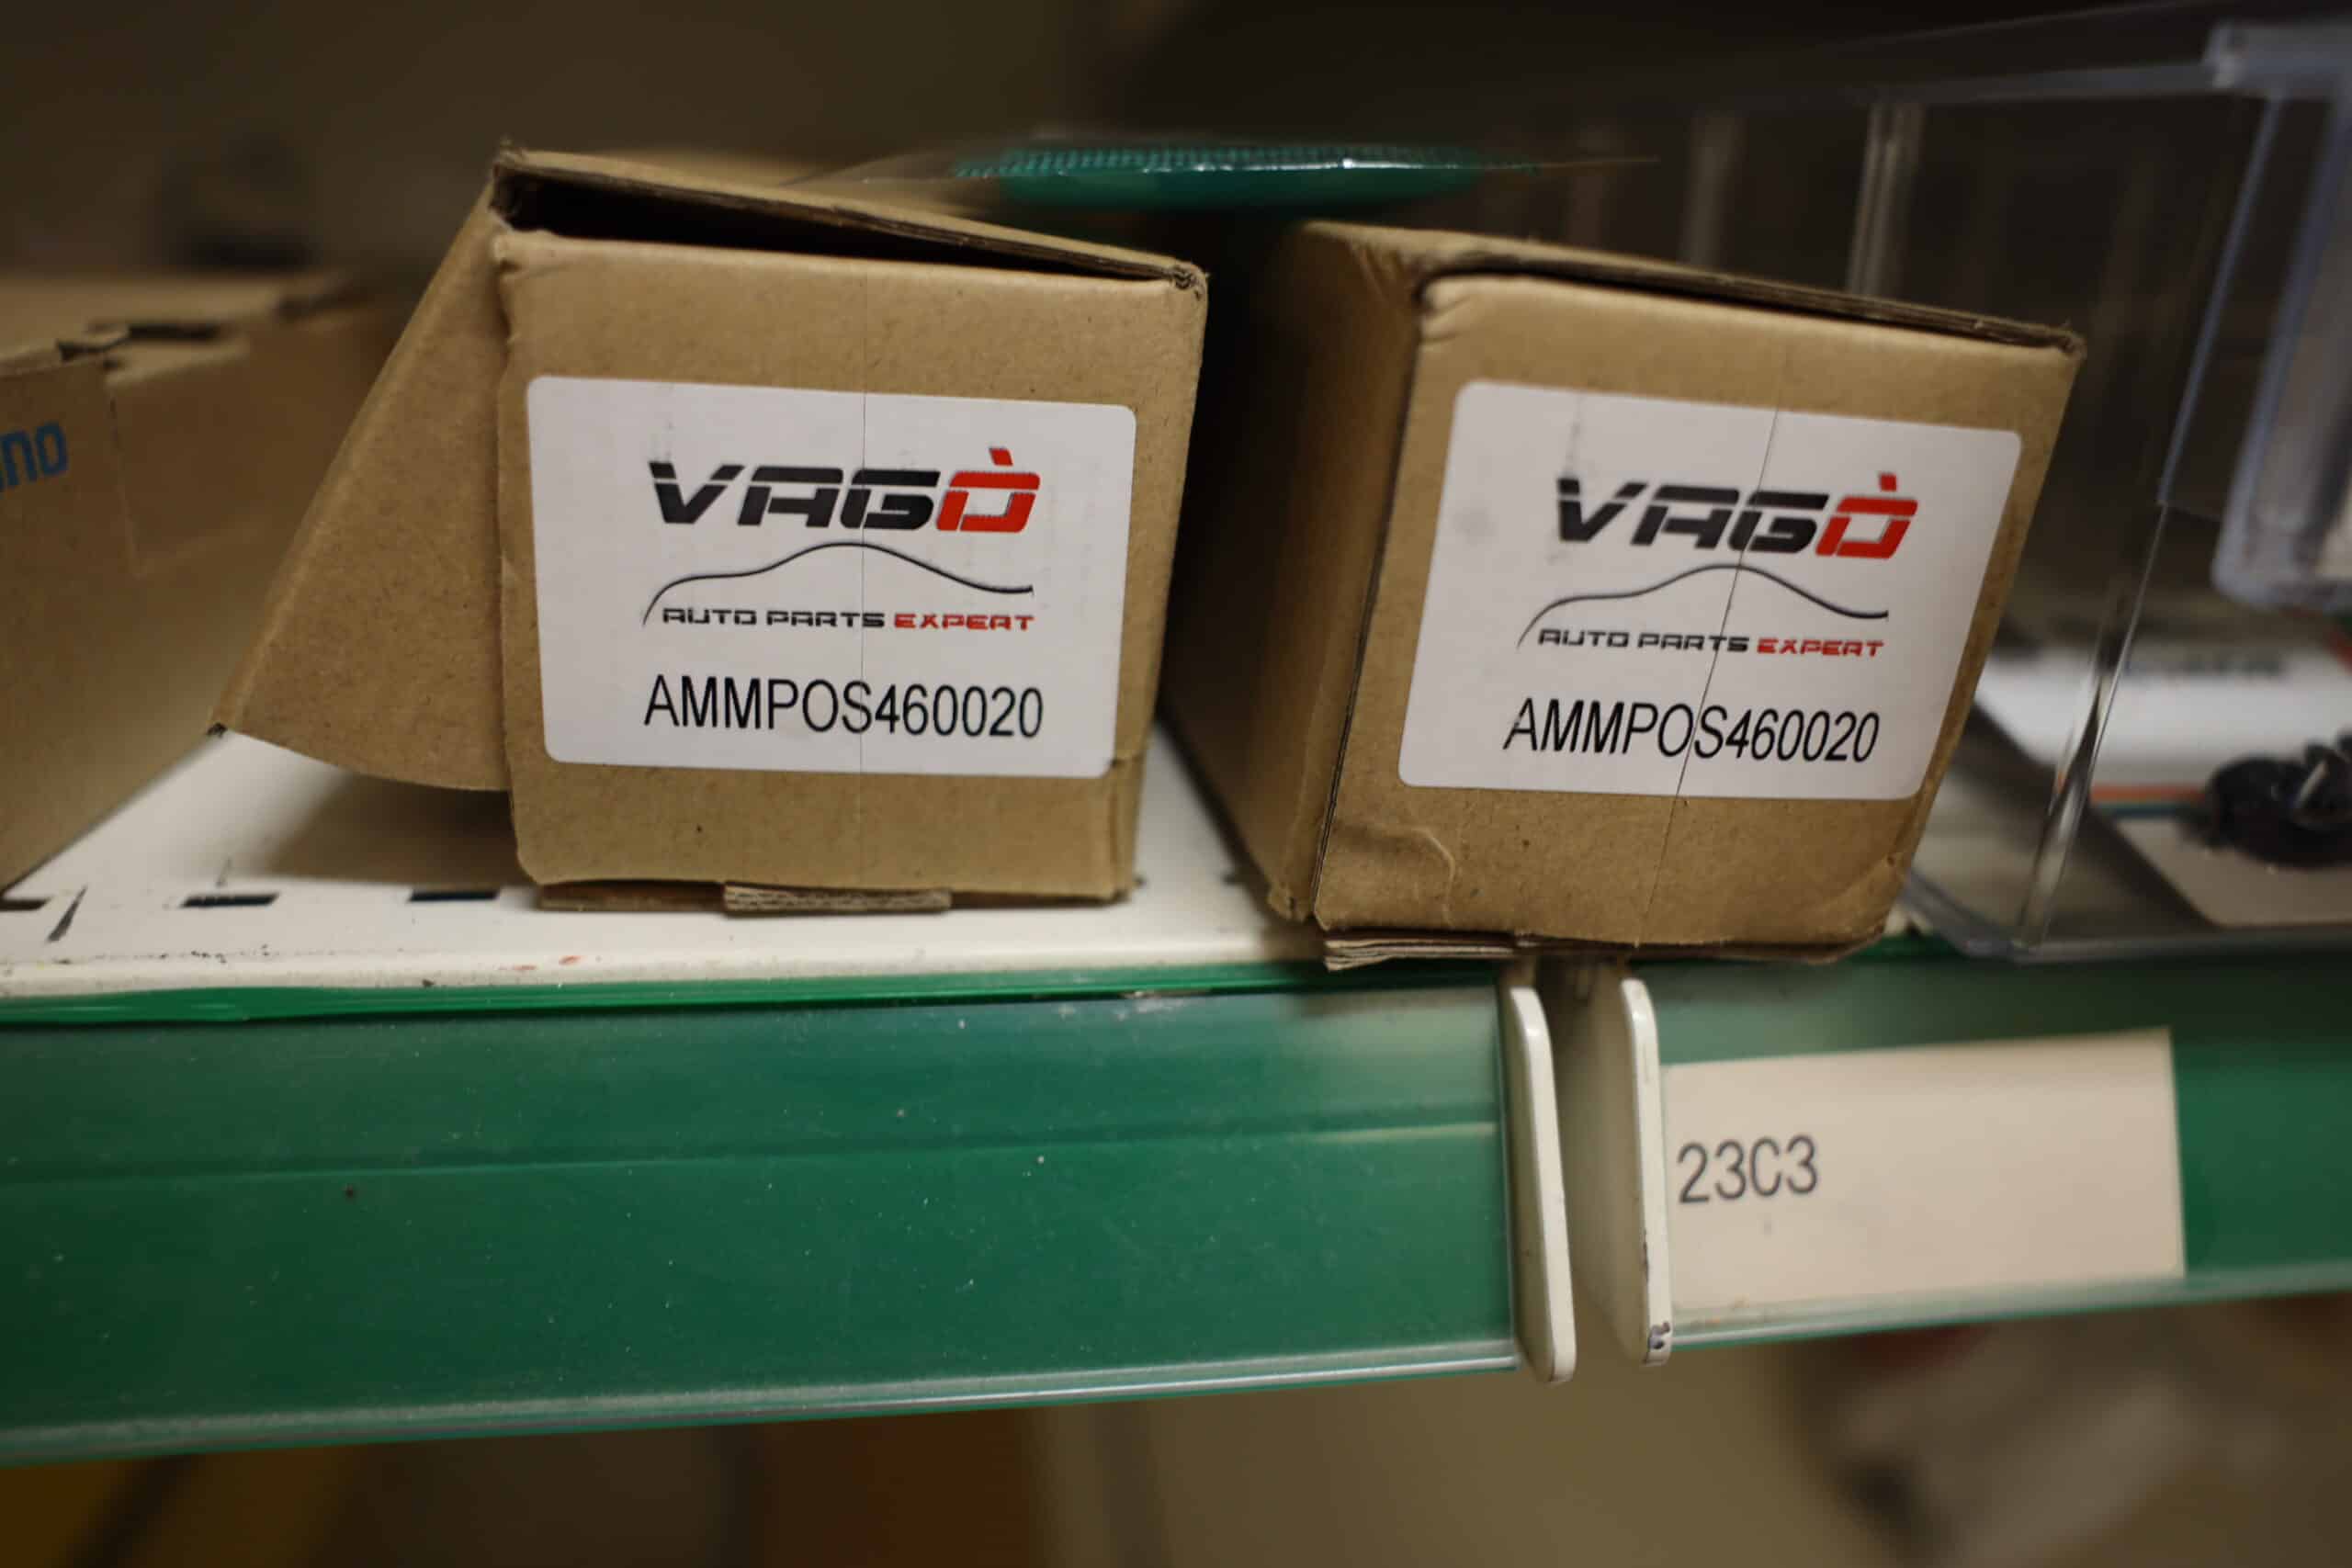 VAGÒ
AUTO PARTS EXPERT
AMMPOS460020
VAGÒ
AUTO PARTS EXPERT
AMMPOS460020
23C3